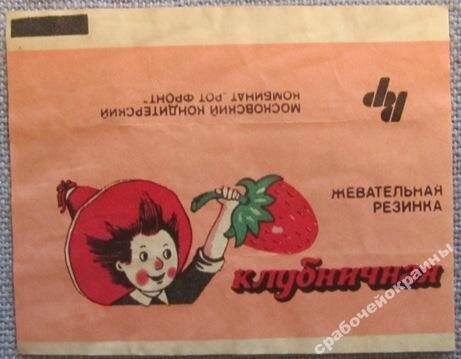 МОСКОВСКИЙ КОНДИТЕРСКИЙ
КОМБИНАТ „РОТ ФРОНТ"
ЖЕВАТЕЛЬНАЯ
РЕЗИНКА
клубничная
срабочейокраины